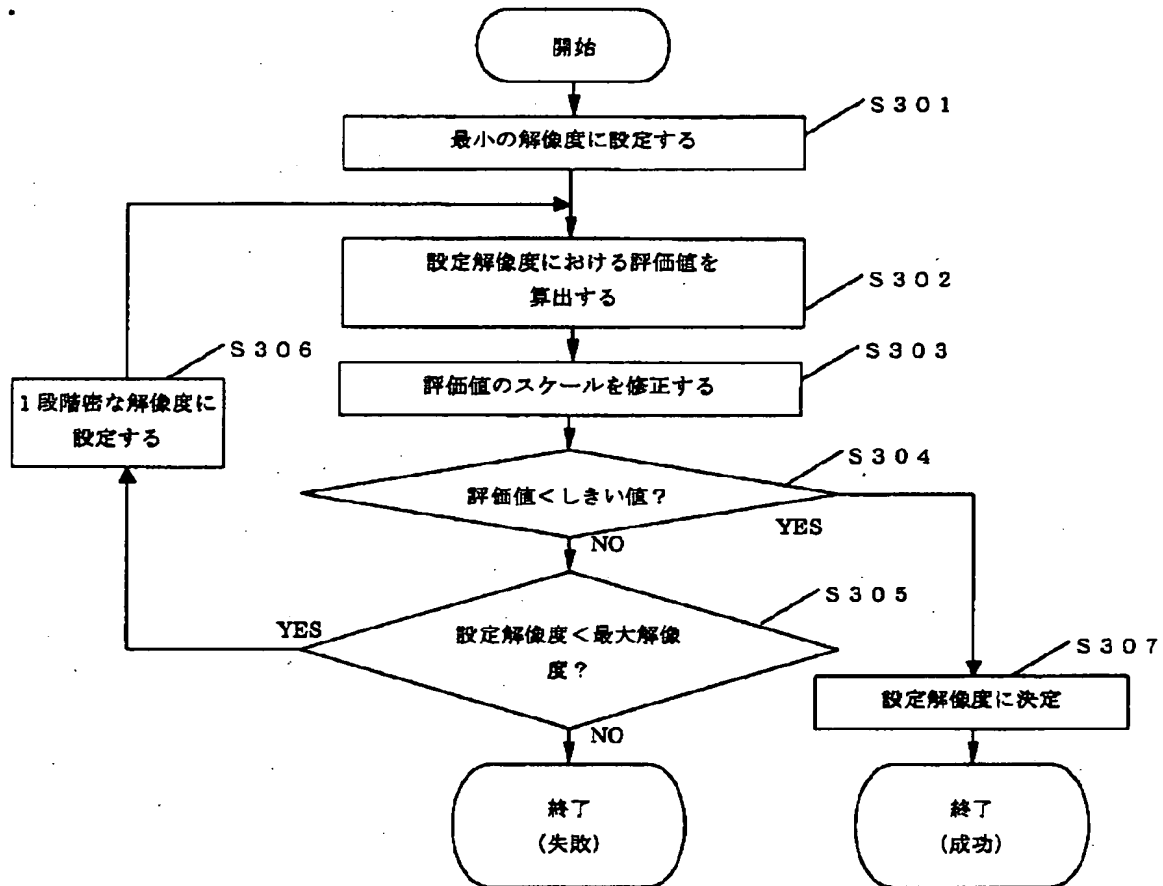 開始
S301
最小の解像度に設定する
設定解像度における評価値を
算出する
S302
S306
S303
1段階密な解像度に
設定する
評価値のスケールを修正する
S304
評価値<しきい値?
YES
NO
S305
YES
設定解像度<最大解像
度?
S307
設定解像度に決定
NO
終了
(失敗)
終了
(成功)